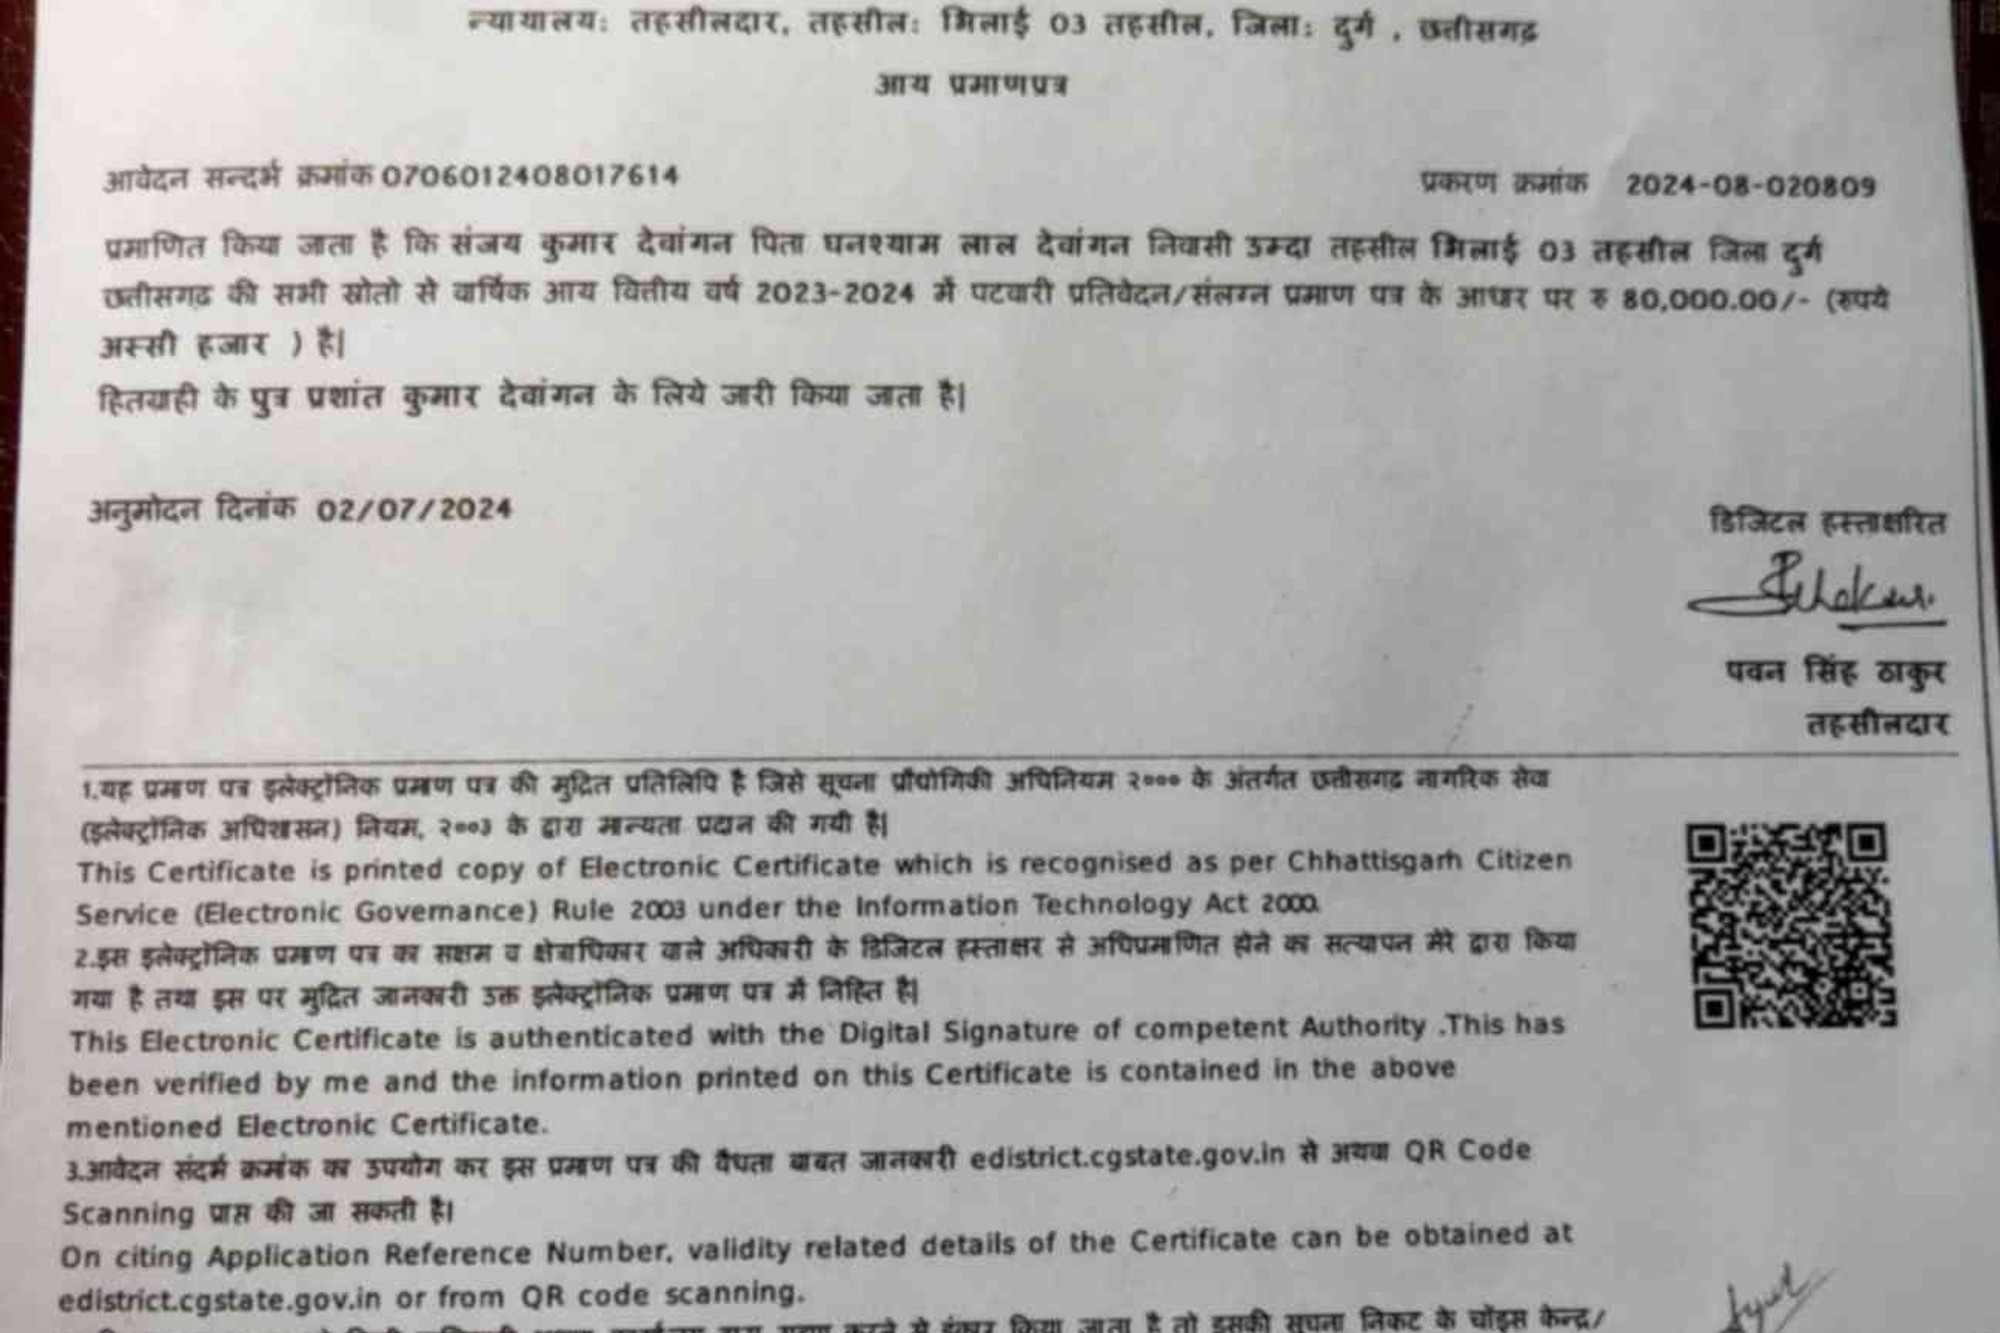 न्यायालय: तहसीलदार, तहसील: भिलाई 03 तहसील, जिला: दुर्ग , छत्तीसगढ़
आय प्रमाणपत्र
आवेदन सन्दर्भ क्रमांक 0706012408017614 प्रकरण क्रमांक 2024-08-020809
प्रमाणित किया जाता है कि संजय कुमार देवांगन पिता घनश्याम लाल देवांगन निवासी उम्दा तहसील भिलाई 03 तहसील जिला दुर्ग
छत्तीसगढ की सभी स्रोतो से वार्षिक आय वित्तीय वर्ष 2023-2024 में पटवारी प्रतिवेदन/संलग्न प्रमाण पत्र के आधार पर रु 80,000.00/- (रुपये
अस्सी हजार ) है|
हितग्राही के पुत्र प्रशांत कुमार देवांगन के लिये जारी किया जाता है|
अनुमोदन दिनांक 02/07/2024
डिजिटल हस्ताक्षरित
पवन सिंह ठाकुर
तहसीलदार
1.यह प्रमाण पत्र इलेक्ट्रॉनिक प्रमाण पत्र की मुद्रित प्रतिलिपि है जिसे सूचना प्रौद्योगिकी अधिनियम २००० के अंतर्गत छत्तीसगढ़ नागरिक सेवा
(इलेक्ट्रॉनिक अधिशासन) नियम, २००३ के द्वारा मान्यता प्रदान की गयी है|
This Certificate is printed copy of Electronic Certificate which is recognised as per Chhattisgarh Citizen
Service (Electronic Governance) Rule 2003 under the Information Technology Act 2000.
2.इस इलेक्ट्रॉनिक प्रमाण पत्र का सक्षम व क्षेत्राधिकार वाले अधिकारी के डिजिटल हस्ताक्षर से अधिप्रमाणित होने का सत्यापन मेरे द्वारा किया
गया है तथा इस पर मुद्रित जानकारी उक्त इलेक्ट्रॉनिक प्रमाण पत्र में निहित है|
This Electronic Certificate is authenticated with the Digital Signature of competent Authority .This has
been verified by me and the information printed on this Certificate is contained in the above
mentioned Electronic Certificate.
3.आवेदन संदर्भ क्रमांक का उपयोग कर इस प्रमाण पत्र की वैधता बाबत जानकारी edistrict.cgstate.gov.in से अथवा QR Code
Scanning प्राप्त की जा सकती है|
On citing Application Reference Number, validity related details of the Certificate can be obtained at
edistrict.cgstate.gov.in or from QR code scanning.
करने से इंकार किया जाता है तो इसकी सूचना निकट के चॉइस केन्द्र/